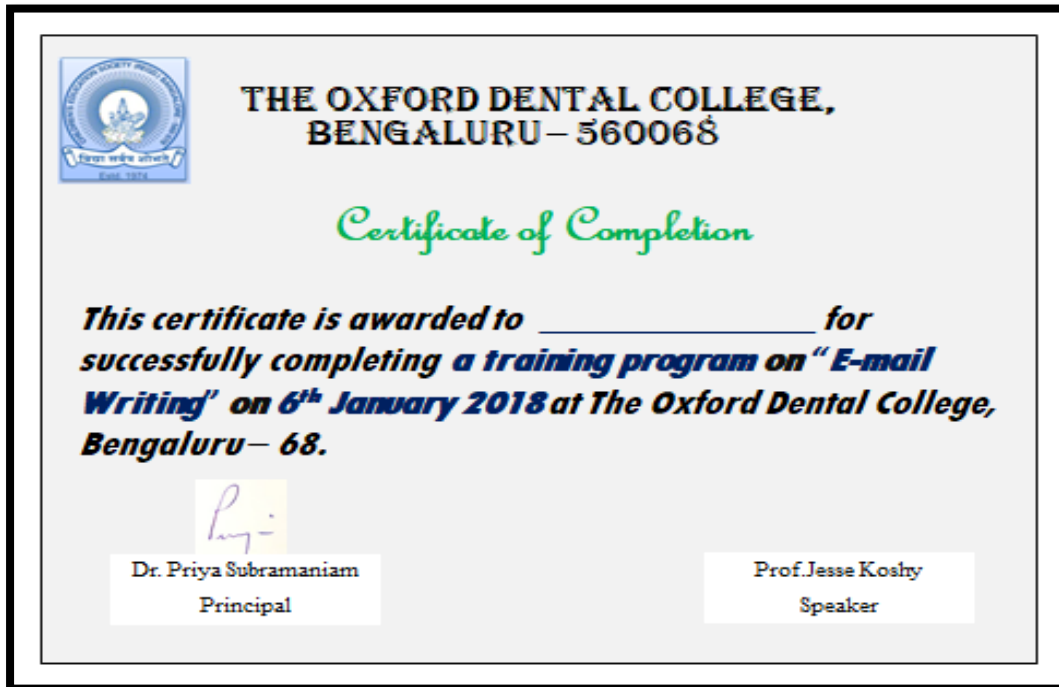 THE OXFORD DENTAL COLLEGE,
BENGALURU – 560068
Certificate of Completion
This certificate is awarded to _______________ for
successfully completing a training program on "E-mail
Writing" on 6th January 2018 at The Oxford Dental College,
Bengaluru – 68.
Dr. Priya Subramaniam
Principal
Prof.Jesse Koshy
Speaker